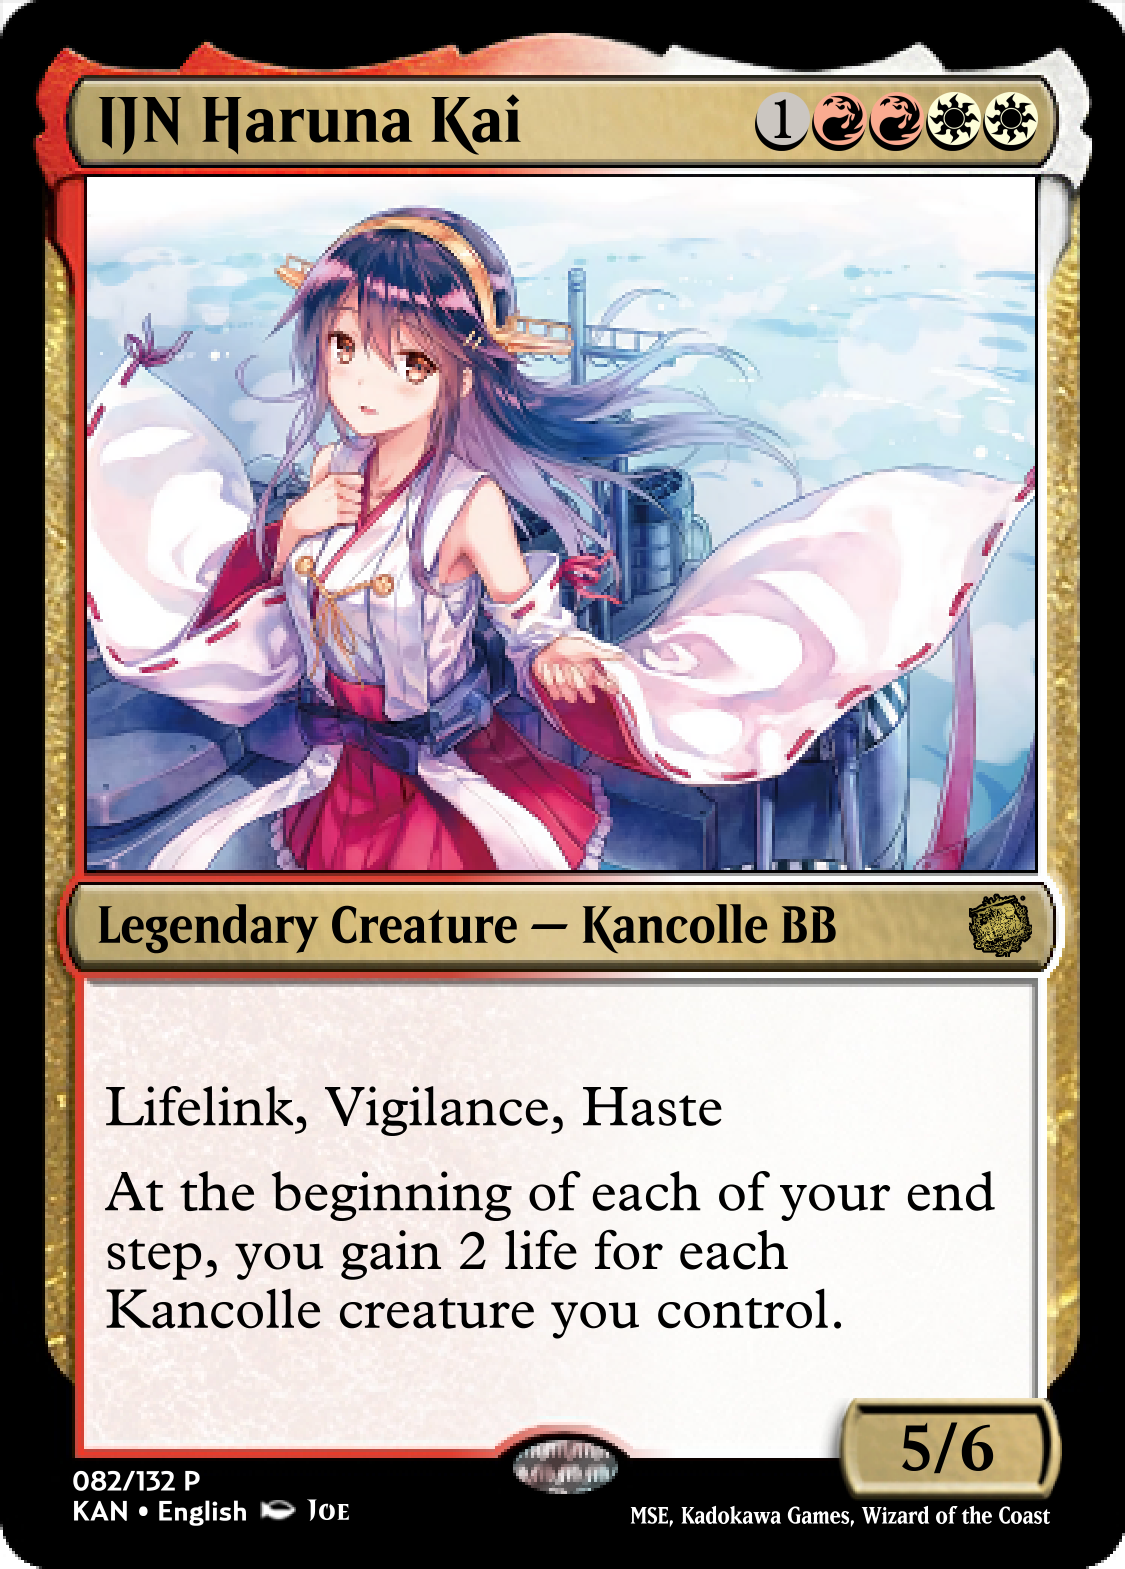 IJN Haruna Kai 1
Legendary Creature — Kancolle BB
Lifelink, Vigilance, Haste
At the beginning of each of your end
step, you gain 2 life for each
Kancolle creature you control.
5/6
082/132 P
KAN • English JOE
MSE, Kadokawa Games, Wizard of the Coast